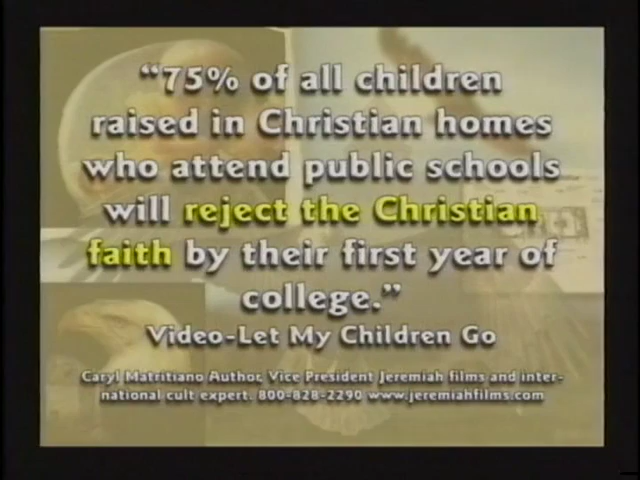 “75% of all children
raised in Christian homes
who attend public schools
will reject the Christian
faith by their first year of
college.”
Video-Let My Children Go
Caryl Matritiano Author, Vice President Jeremiah films and inter-
national cult expert. 800-828-2290 www.jeremiahfilms.com